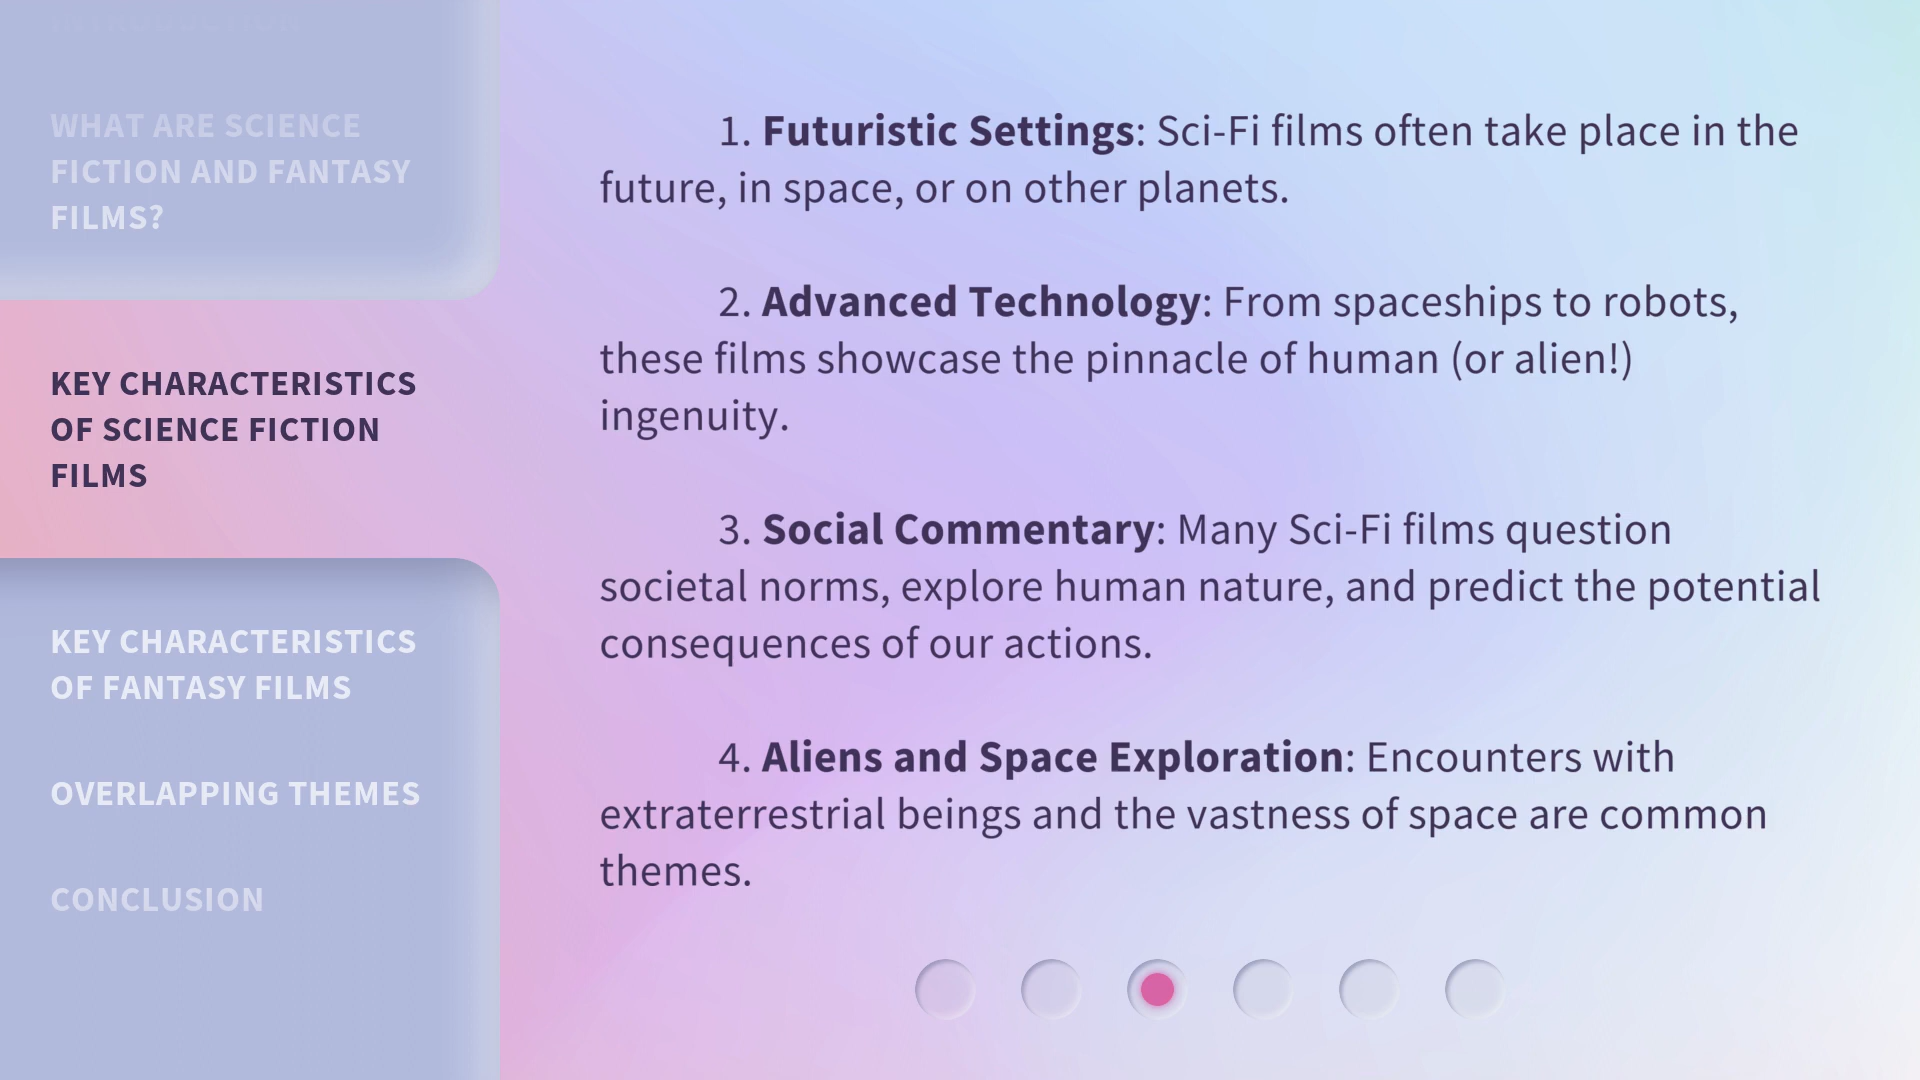 WHAT ARE SCIENCE
FICTION AND FANTASY
FILMS?
KEY CHARACTERISTICS
OF SCIENCE FICTION
FILMS
KEY CHARACTERISTICS
OF FANTASY FILMS
OVERLAPPING THEMES
CONCLUSION
1. Futuristic Settings: Sci-Fi films often take place in the
future, in space, or on other planets.
2. Advanced Technology: From spaceships to robots,
these films showcase the pinnacle of human (or alien!)
ingenuity.
3. Social Commentary: Many Sci-Fi films question
societal norms, explore human nature, and predict the potential
consequences of our actions.
4. Aliens and Space Exploration: Encounters with
extraterrestrial beings and the vastness of space are common
themes.